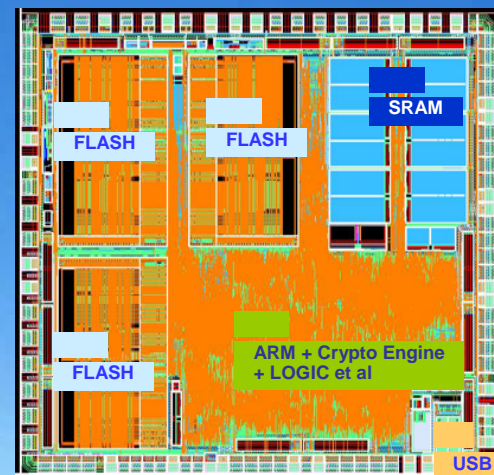 SRAM
FLASH
FLASH
ARM + Crypto Engine
+ LOGIC et al
FLASH
USB